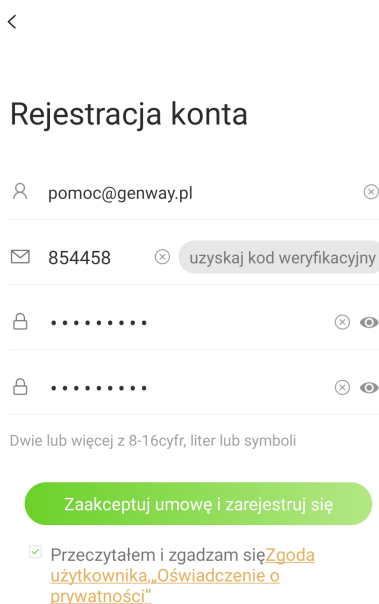 Rejestracja konta
pomoc@genway.pl
854458
uzyskaj kod weryfikacyjny
•••••••••
•••••••••
Dwie lub więcej z 8-16cyfr, liter lub symboli
Zaakceptuj umowę i zarejestruj się
Przeczytałem i zgadzam sięZgoda
użytkownika,„Oświadczenie o
prywatności”